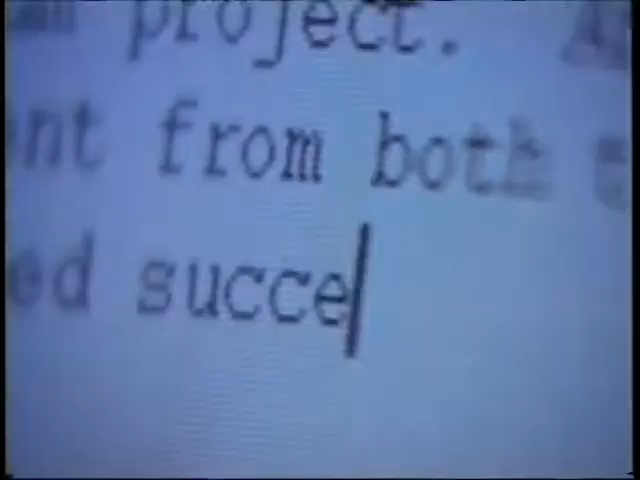 project.
nt from both
ed succe